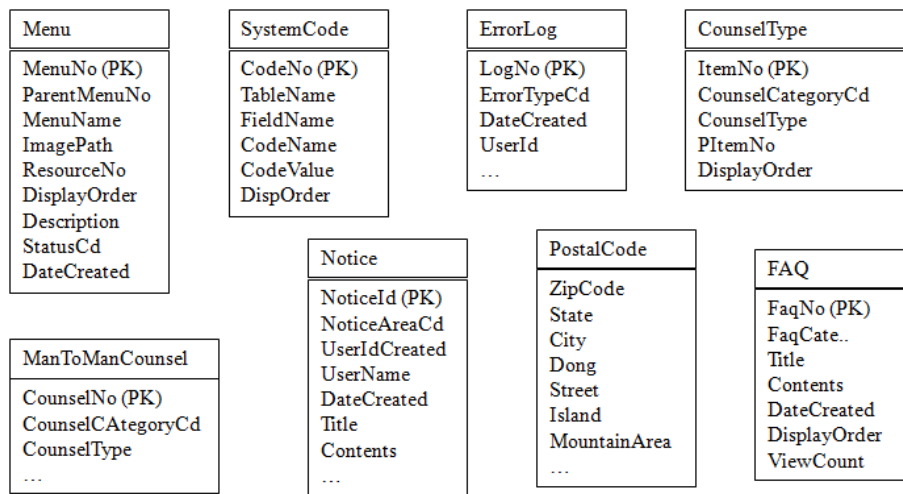 Menu
MenuNo (PK)
ParentMenuNo
MenuName
ImagePath
ResourceNo
DisplayOrder
Description
StatusCd
DateCreated
SystemCode
CodeNo (PK)
TableName
FieldName
CodeName
CodeValue
DispOrder
ErrorLog
LogNo (PK)
ErrorTypeCd
DateCreated
UserId
…
CounselType
ItemNo (PK)
CounselCategoryCd
CounselType
PItemNo
DisplayOrder
ManToManCounsel
CounselNo (PK)
CounselCAtegoryCd
CounselType
…
Notice
NoticeId (PK)
NoticeAreaCd
UserIdCreated
UserName
DateCreated
Title
Contents
…
PostalCode
ZipCode
State
City
Dong
Street
Island
MountainArea
…
FAQ
FaqNo (PK)
FaqCate..
Title
Contents
DateCreated
DisplayOrder
ViewCount